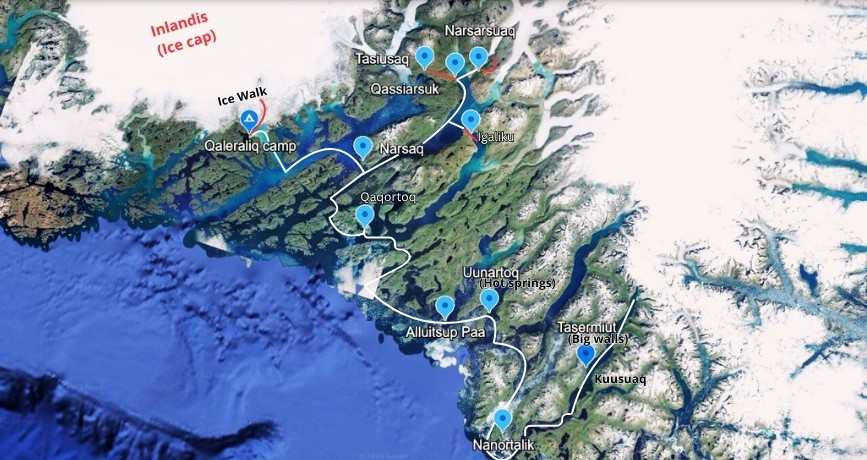 Inlandis
(Ice cap)
Narsarsuaq
Tasiusaq
Qassiarsuk
Ice Walk
Qaleraliq camp
Narsaq
Igaliku
Qaqortoq
Uunartoq
(Hot springs)
Alluitsup Paa
Tasermiut
(Big walls)
Kuusuaq
Nanortalik